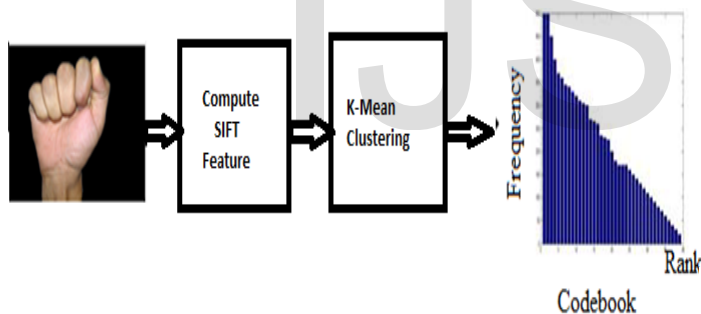 Compute
SIFT
Feature
K-Mean
Clustering
Frequency
Rank
Codebook